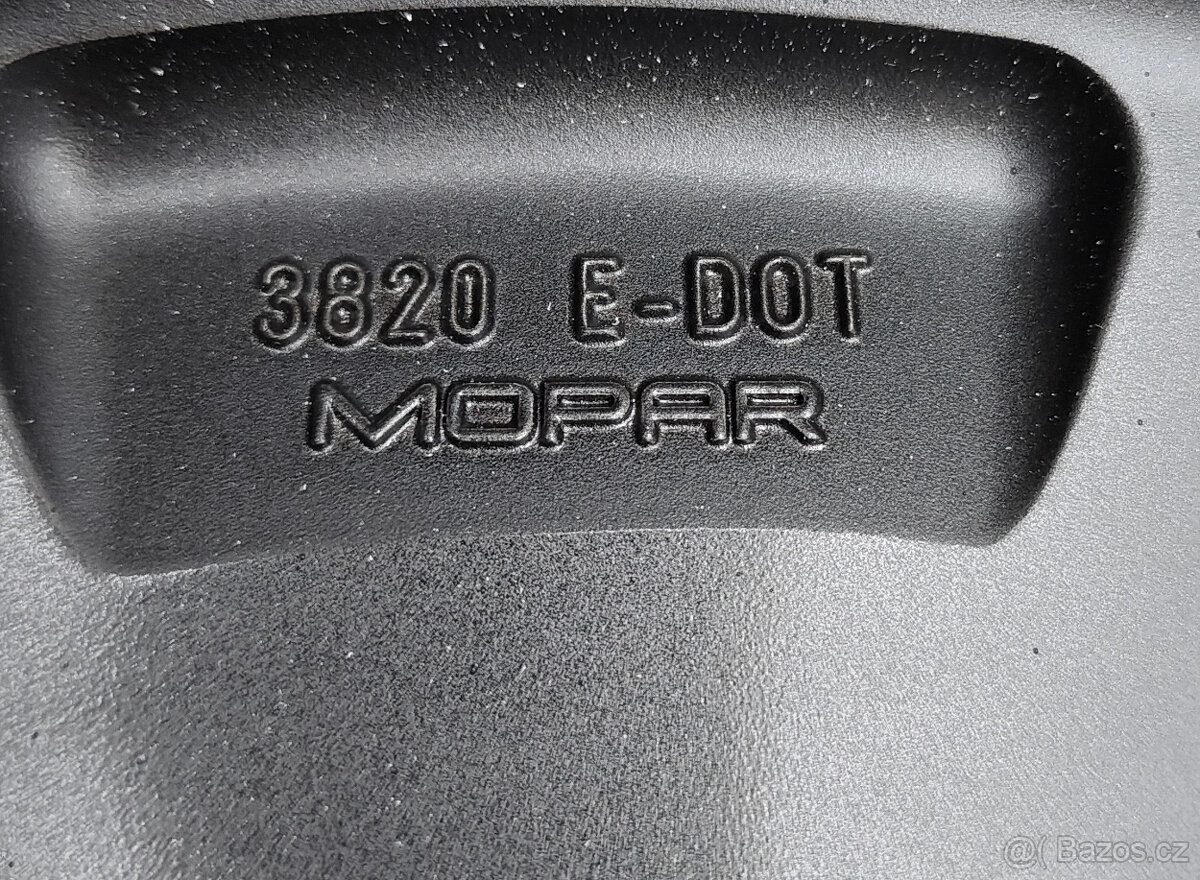 3820 E-DOT
MOPAR
@( Bazos.cz